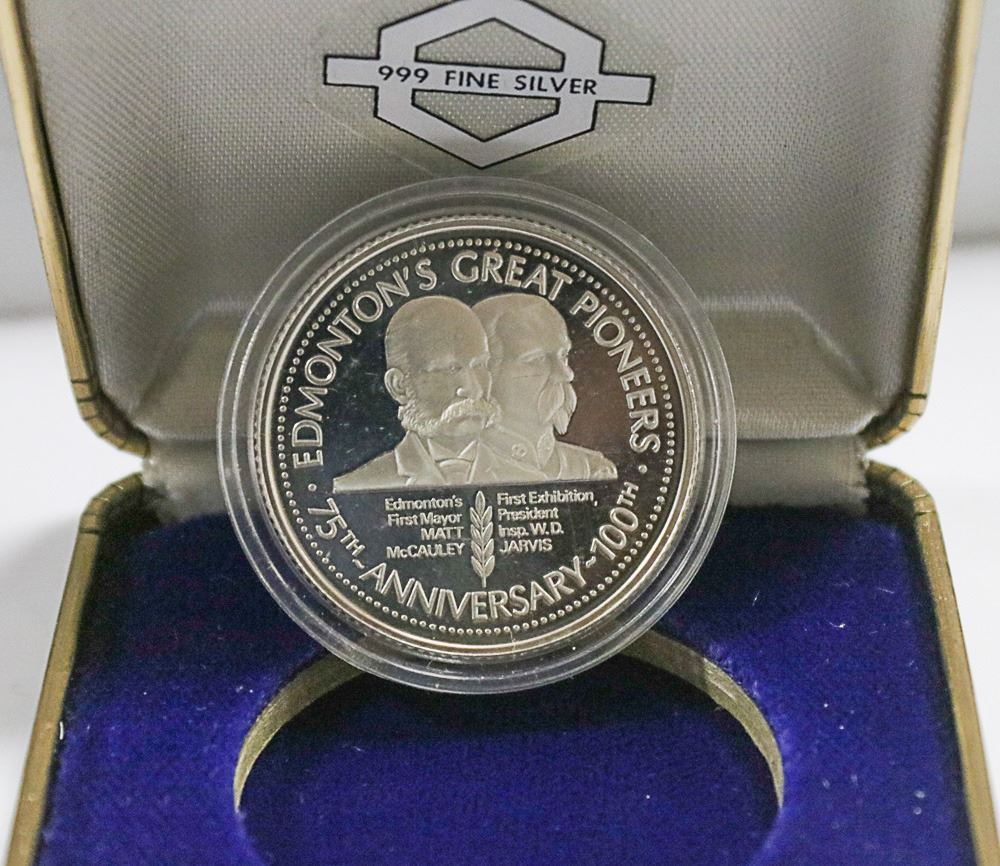 999 FINE SILVER
EDMONTON'S GREAT PIONEERS
Edmonton's
First Mayor
MATT
McCAULEY
First Exhibition
President
Insp. W. D.
JARVIS
· 75TH ~ ANNIVERSARY ~ 100TH ·